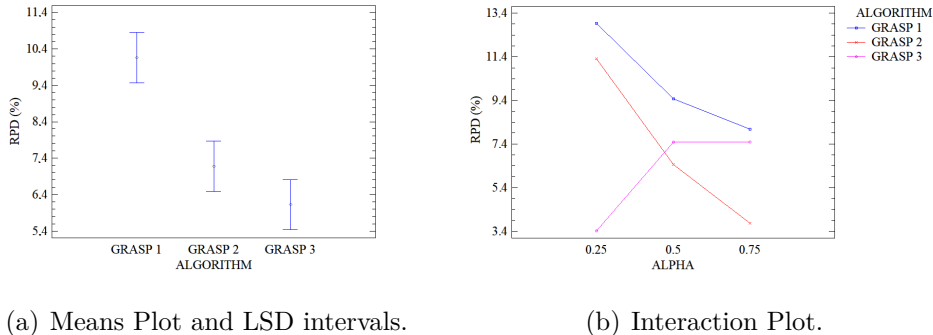 11.4
10.4
9.4
8.4
7.4
6.4
5.4
RPD (%)
GRASP 1 GRASP 2 GRASP 3
ALGORITHM
(a) Means Plot and LSD intervals.
13.4
11.4
9.4
7.4
5.4
3.4
RPD (%)
0.25 0.5 0.75
ALPHA
ALGORITHM
GRASP 1
GRASP 2
GRASP 3
(b) Interaction Plot.